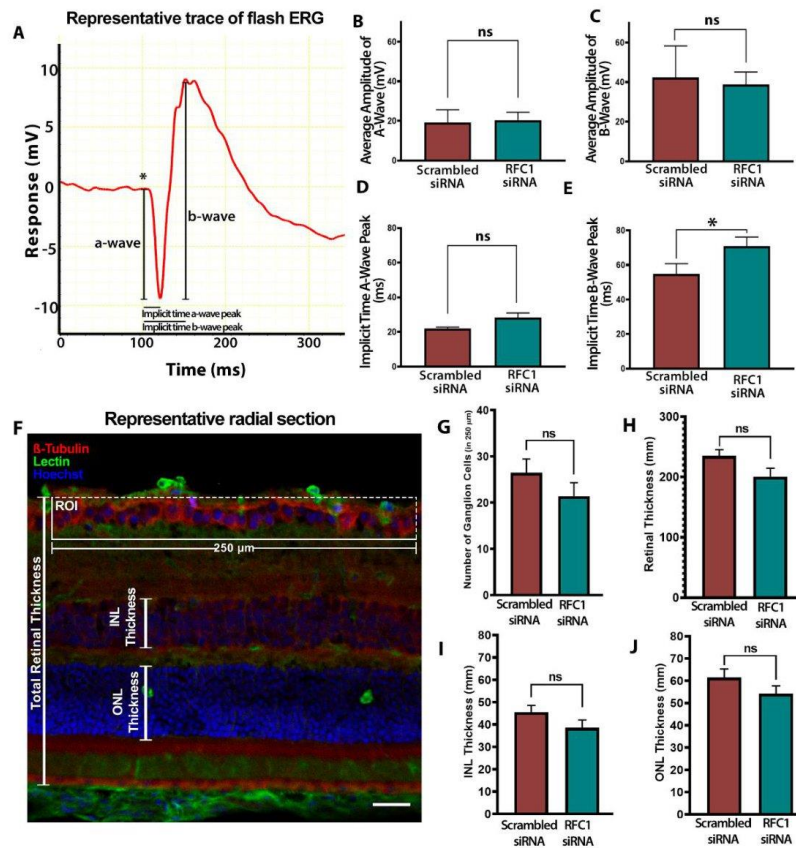 A
Representative trace of flash ERG
Response (mV)
10
5
0
-5
-10
*
a-wave
b-wave
Implicit time a-wave peak
Implicit time b-wave peak
0
100
200
300
Time (ms)
B
Average Amplitude of
A-Wave (mV)
60
40
20
0
ns
Scrambled
siRNA
RFC1
siRNA
C
Average Amplitude of
B-Wave (mV)
60
40
20
0
ns
Scrambled
siRNA
RFC1
siRNA
D
Implicit Time A-Wave Peak
(ms)
80
60
40
20
0
ns
Scrambled
siRNA
RFC1
siRNA
E
Implicit Time B-Wave Peak
(ms)
80
60
40
20
0
*
Scrambled
siRNA
RFC1
siRNA
F
Representative radial section
ß-Tubulin
Lectin
Hoechst
ROI
250 µm
Total Retinal Thickness
INL
Thickness
ONL
Thickness
G
Number of Ganglion Cells (in 250 µm)
40
30
20
10
0
ns
Scrambled
siRNA
RFC1
siRNA
H
Retinal Thickness (mm)
300
200
100
0
ns
Scrambled
siRNA
RFC1
siRNA
I
INL Thickness (mm)
80
60
50
40
30
20
10
0
ns
Scrambled
siRNA
RFC1
siRNA
J
ONL Thickness (mm)
80
70
60
50
40
30
20
10
0
ns
Scrambled
siRNA
RFC1
siRNA